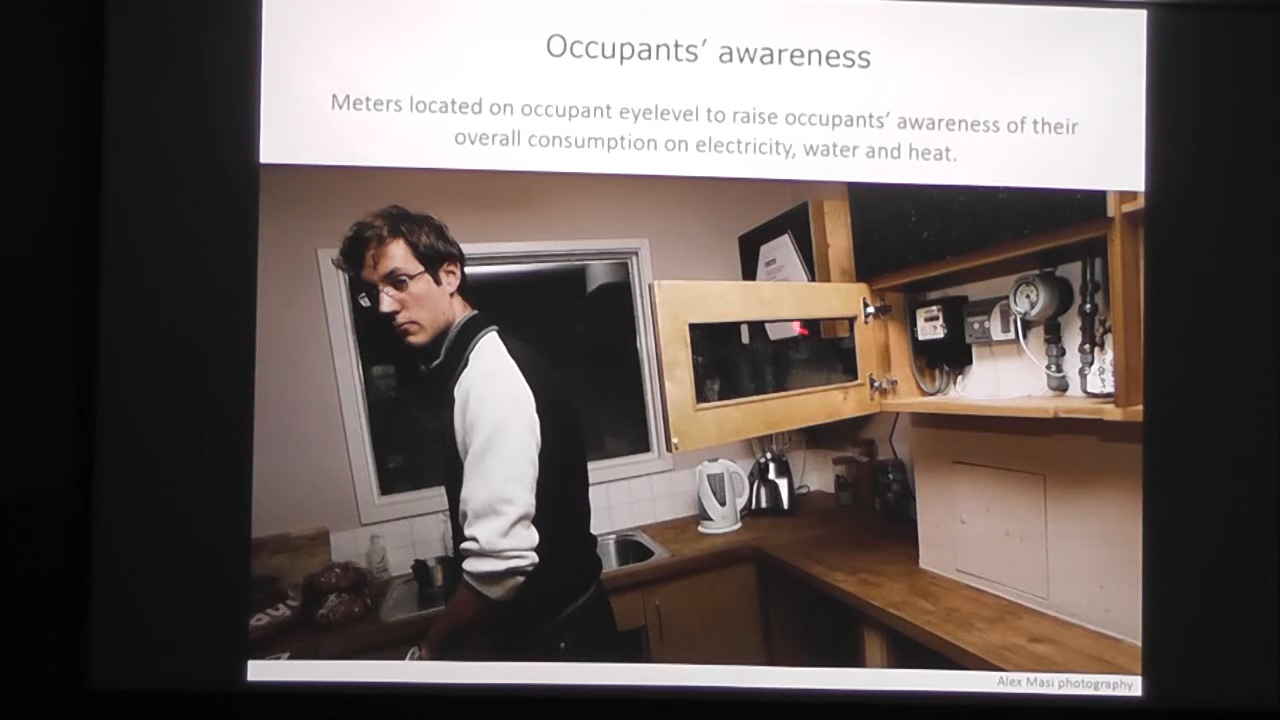 Occupants’ awareness
Meters located on occupant eyelevel to raise occupants’ awareness of their
overall consumption on electricity, water and heat.
Alex Masi photography